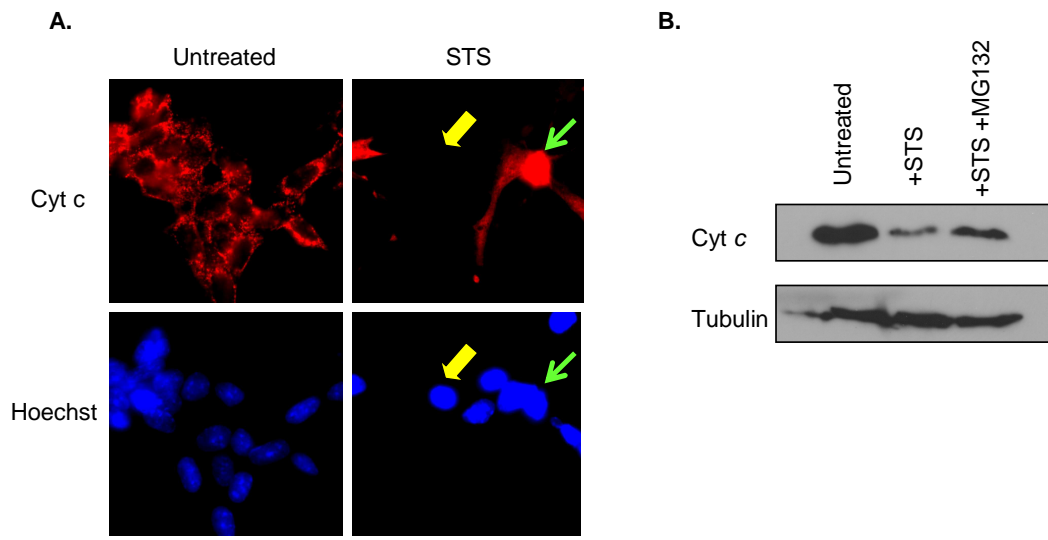 A.
Untreated
STS
Cyt c
Hoechst
B.
Untreated
+STS
+STS +MG132
Cyt c
Tubulin